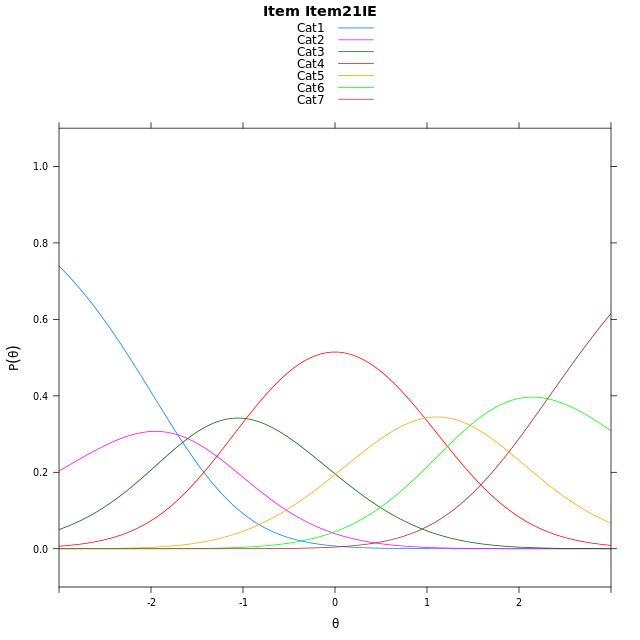 Item Item21IE
Cat1
Cat2
Cat3
Cat4
Cat5
Cat6
Cat7
1.0
0.8
0.6
0.4
0.2
0.0
P(θ)
-2 -1 0 1 2
θ